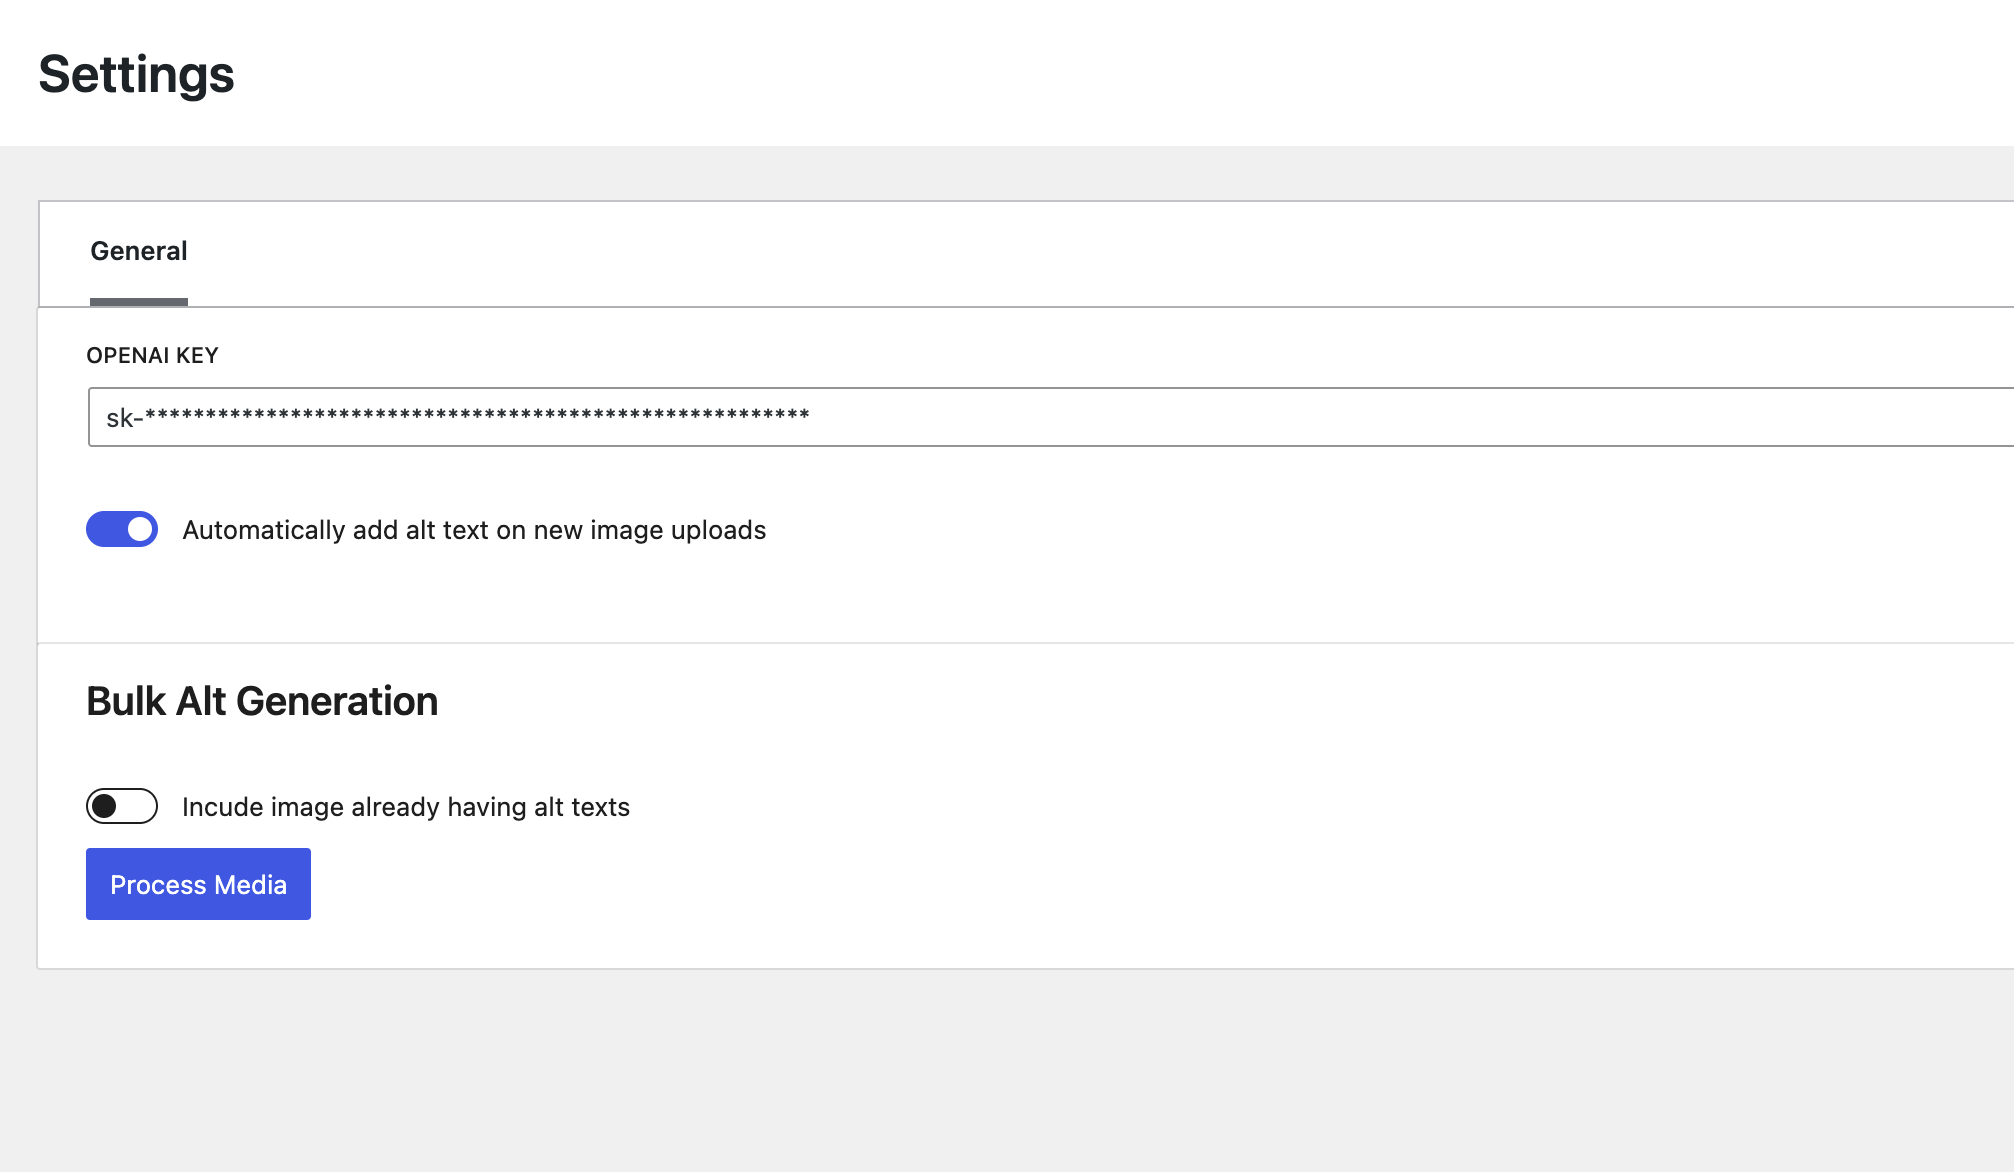 Settings
General
OPENAI KEY
sk-*******************************************************
Automatically add alt text on new image uploads
Bulk Alt Generation
Incude image already having alt texts
Process Media